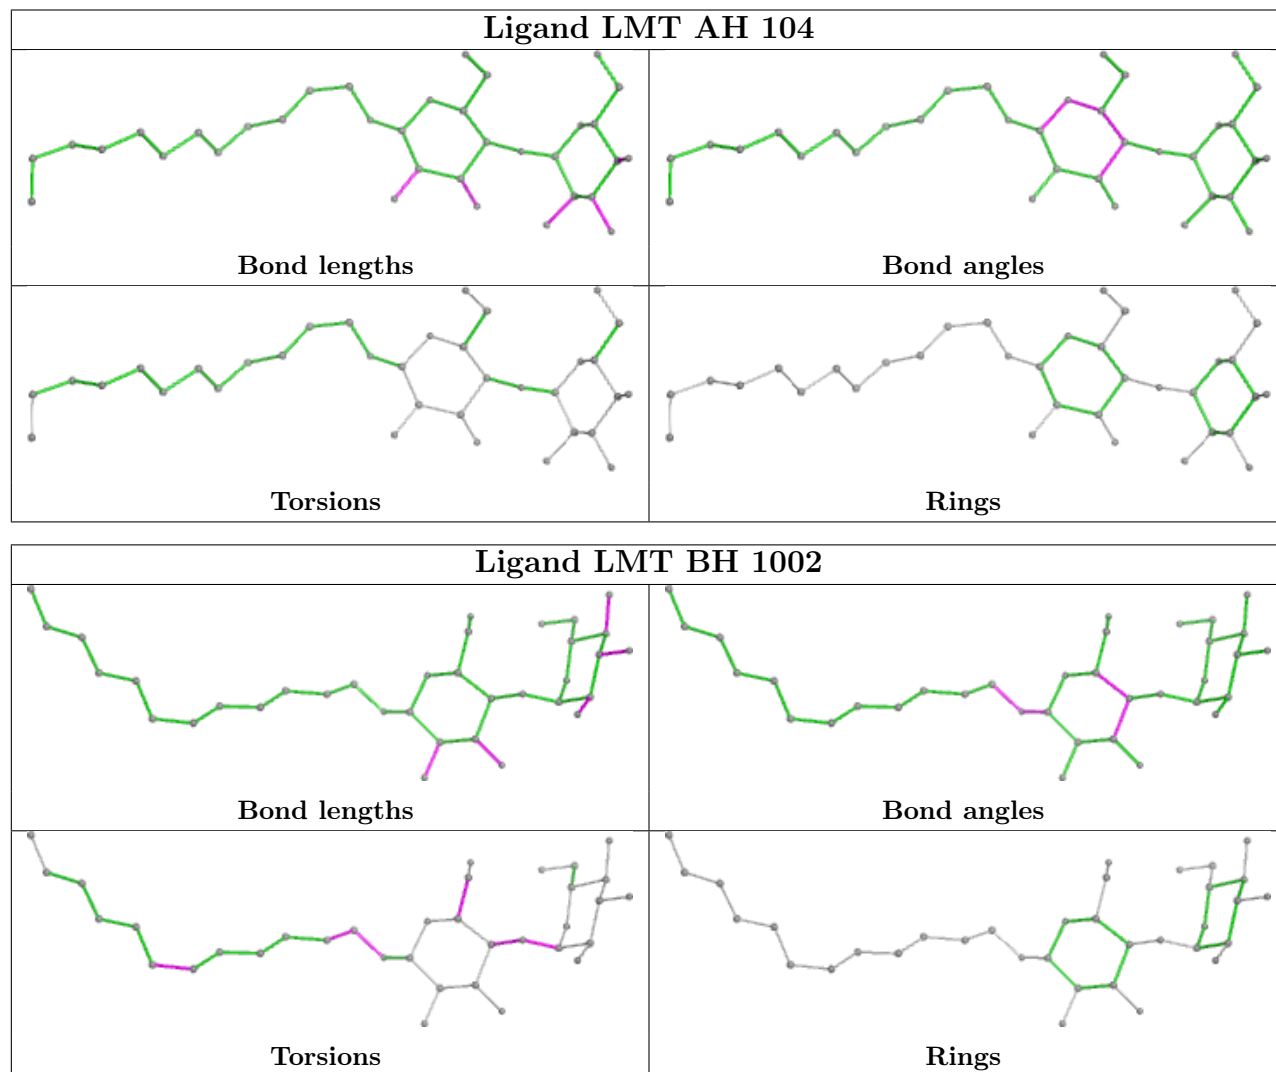 Ligand LMT AH 104
Bond lengths
Bond angles
Torsions
Rings
Ligand LMT BH 1002
Bond lengths
Bond angles
Torsions
Rings